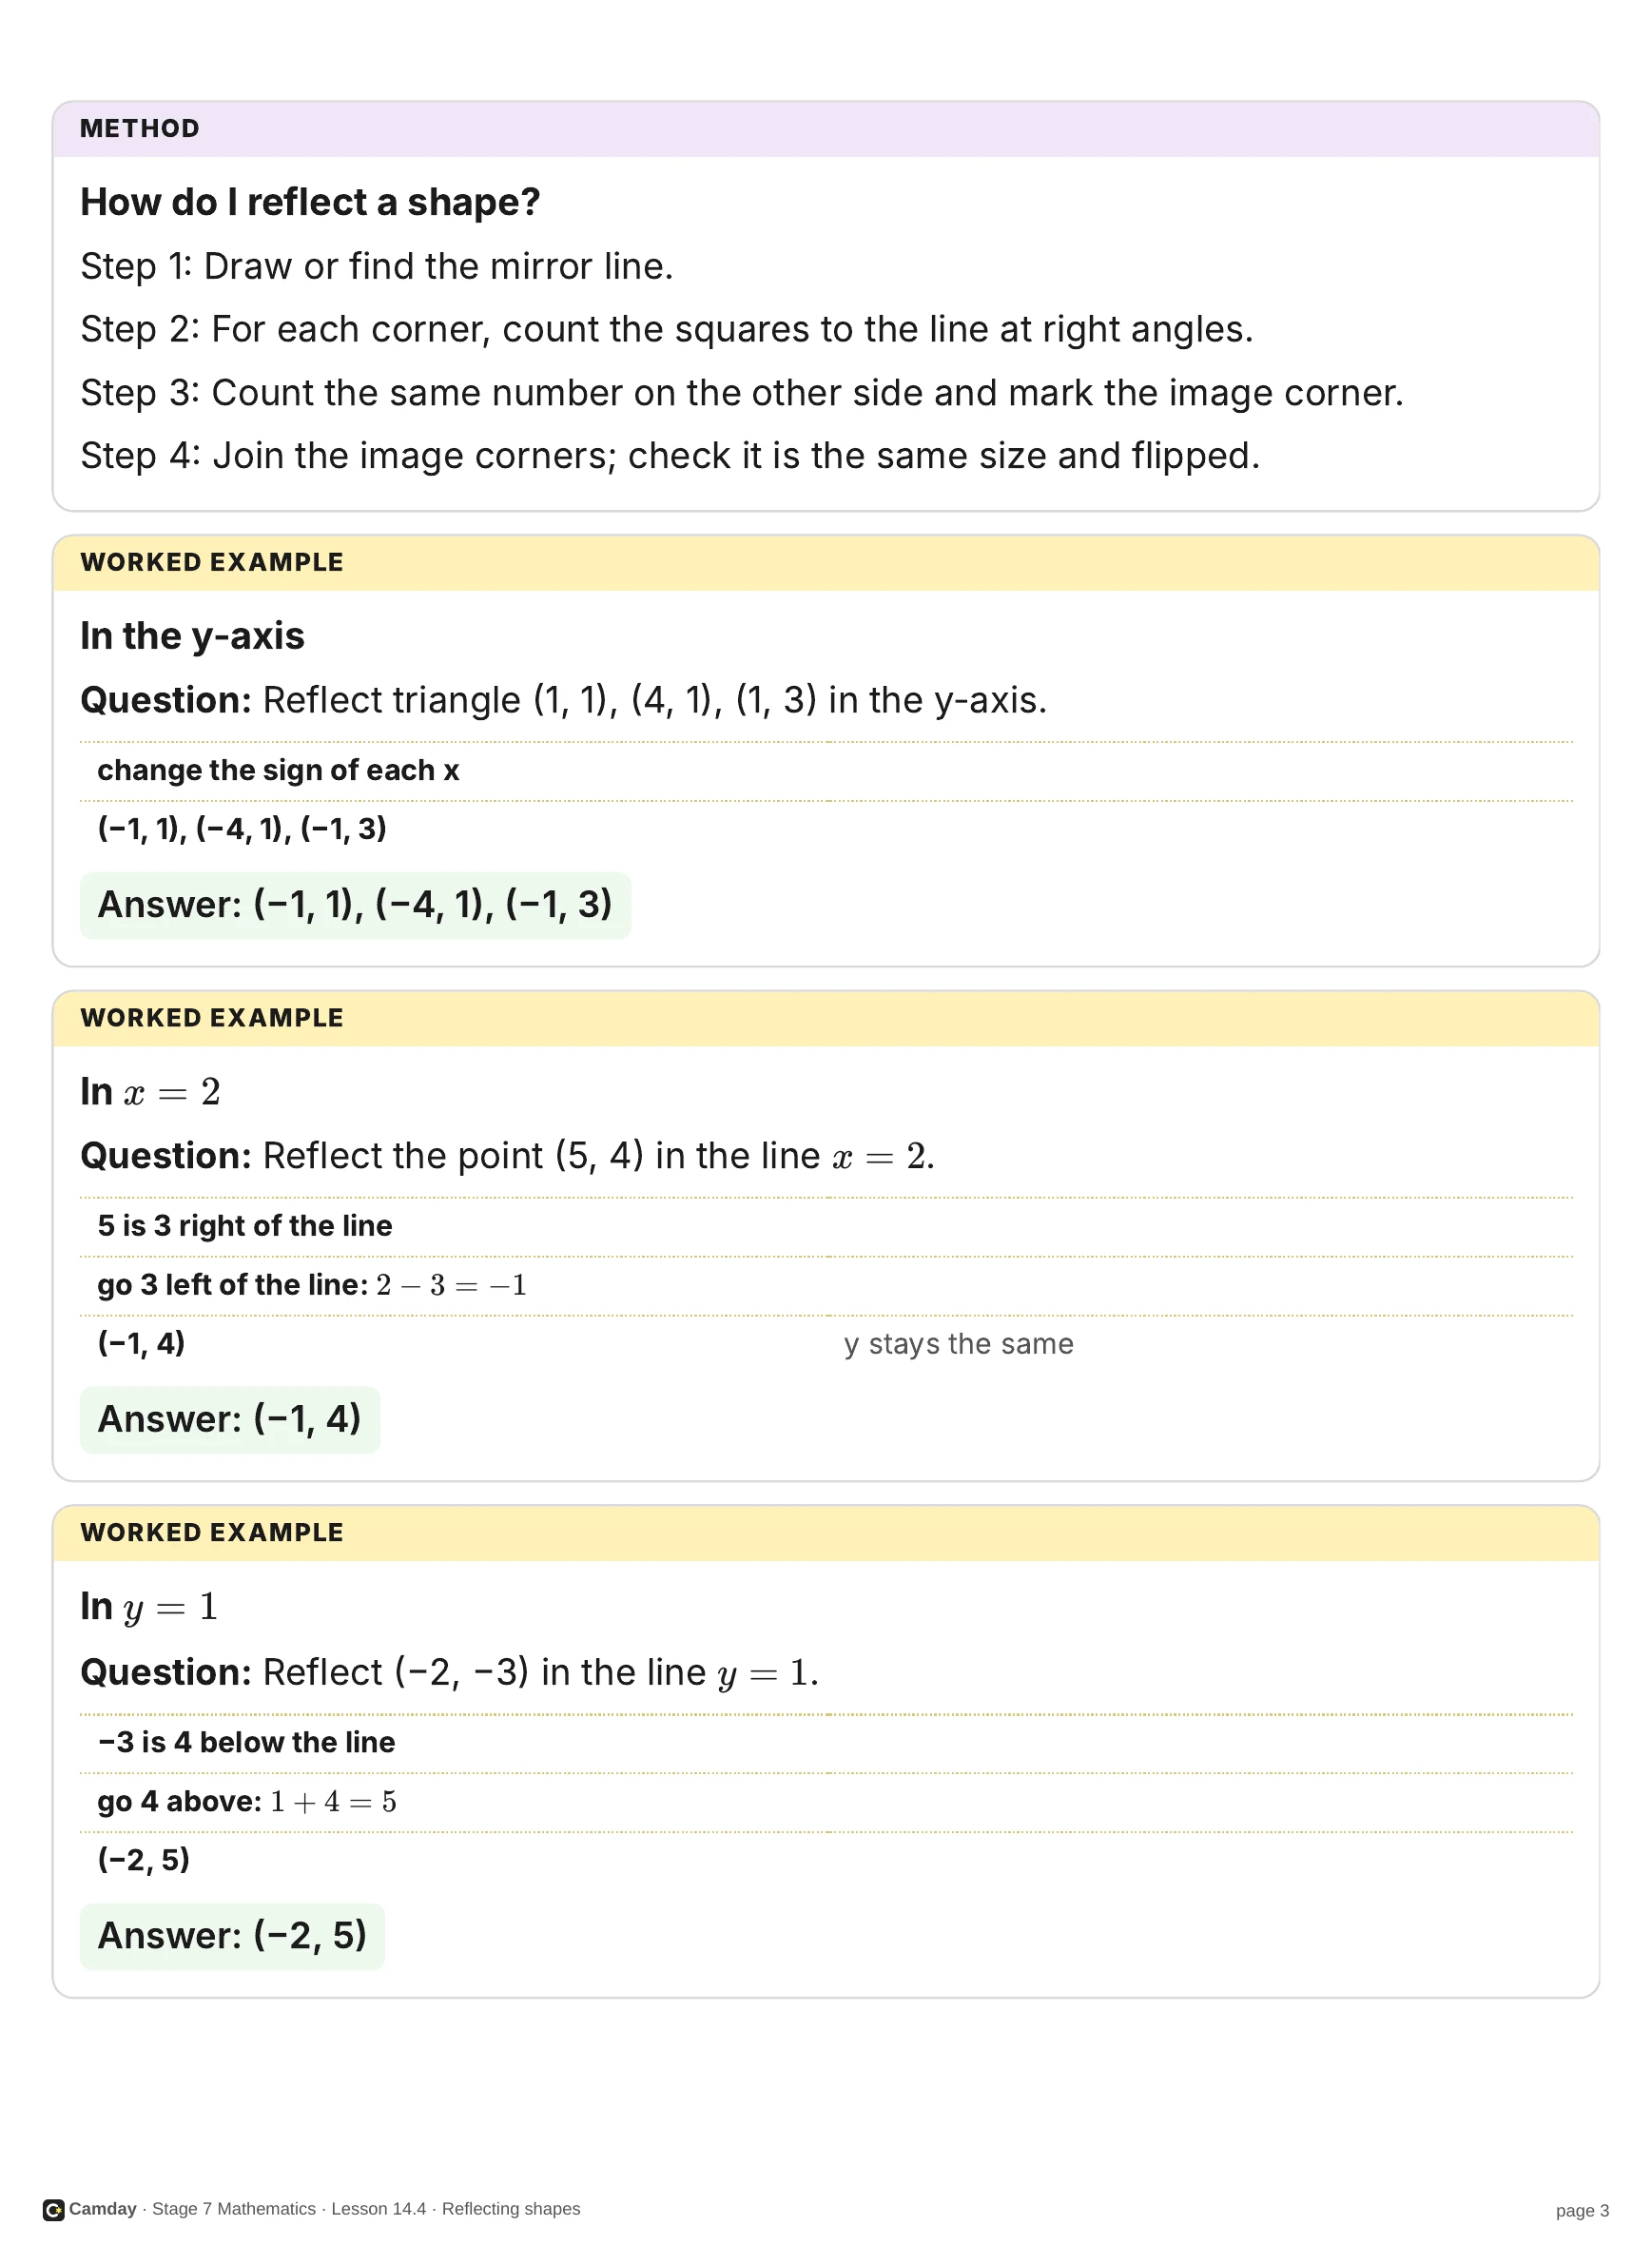 METHOD
How do I reflect a shape?
Step 1: Draw or find the mirror line.
Step 2: For each corner, count the squares to the line at right angles.
Step 3: Count the same number on the other side and mark the image corner.
Step 4: Join the image corners; check it is the same size and flipped.
WORKED EXAMPLE
In the y-axis
Question: Reflect triangle (1, 1), (4, 1), (1, 3) in the y-axis.
change the sign of each x
(−1, 1), (−4, 1), (−1, 3)
Answer: (−1, 1), (−4, 1), (−1, 3)
WORKED EXAMPLE
In x = 2
Question: Reflect the point (5, 4) in the line x = 2.
5 is 3 right of the line
go 3 left of the line: 2 − 3 = −1
(−1, 4) y stays the same
Answer: (−1, 4)
WORKED EXAMPLE
In y = 1
Question: Reflect (−2, −3) in the line y = 1.
−3 is 4 below the line
go 4 above: 1 + 4 = 5
(−2, 5)
Answer: (−2, 5)
Camday · Stage 7 Mathematics · Lesson 14.4 · Reflecting shapes page 3